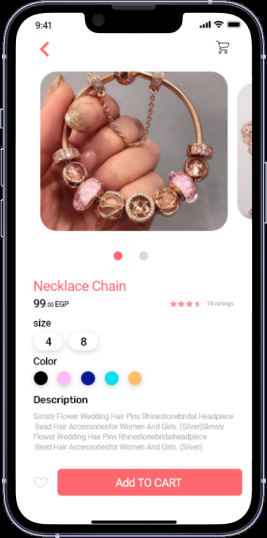 9:41
Necklace Chain
99.00 EGP
18 ratings
size
4 8
Color
Description
Simsly Flower Wedding Hair Pins Rhinestonebridal Headpiece
Bead Hair Accessoriesfor Women And Girls. (Silver)Simsly
Flower Wedding Hair Pins Rhinestonebridalheadpiece
Bead Hair Accessoriesfor Women And Girls. (Silver)
Add TO CART